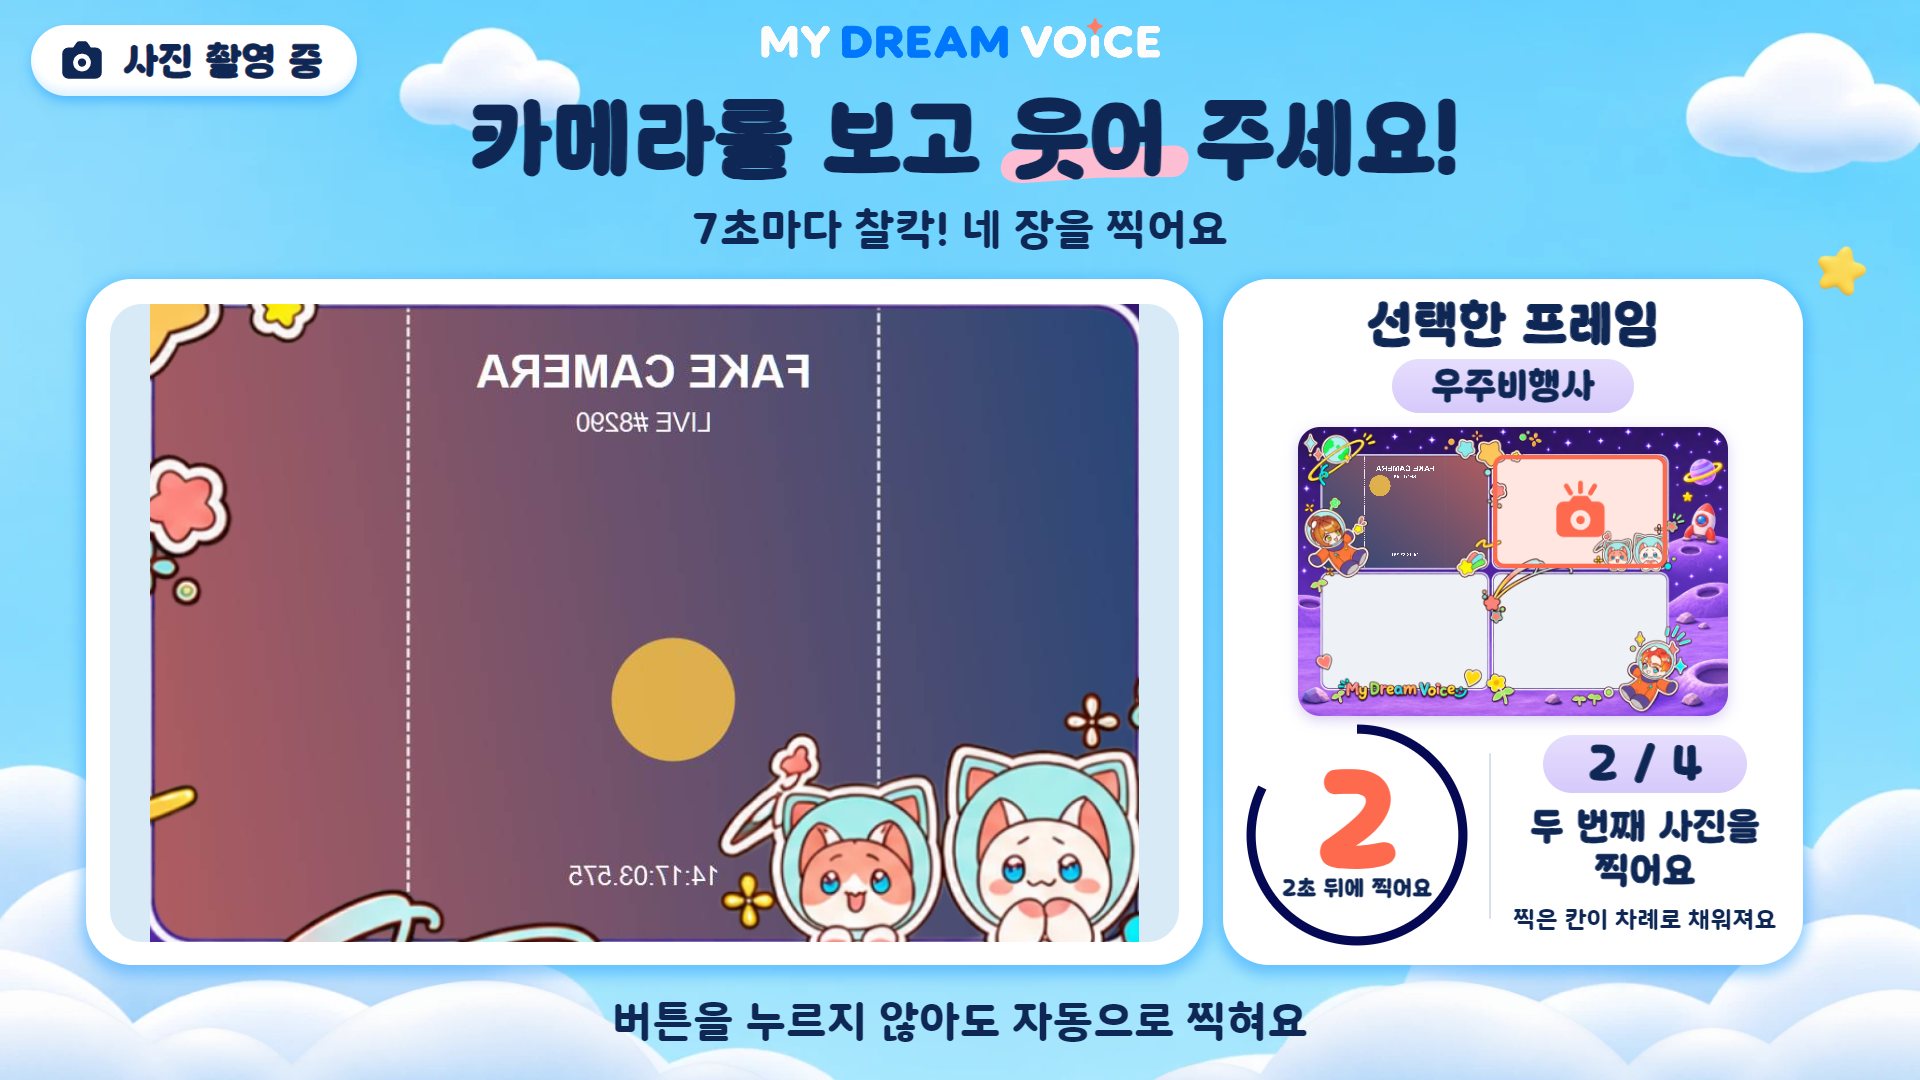 사진 촬영 중
MY DREAM VOICE
카메라를 보고 웃어 주세요!
7초마다 찰칵! 네 장을 찍어요
FAKE CAMERA
LIVE #8290
14:17:03.575
선택한 프레임
우주비행사
FAKE CAMERA
My Dream Voice
2
2초 뒤에 찍어요
2 / 4
두 번째 사진을
찍어요
찍은 칸이 차례로 채워져요
버튼을 누르지 않아도 자동으로 찍혀요